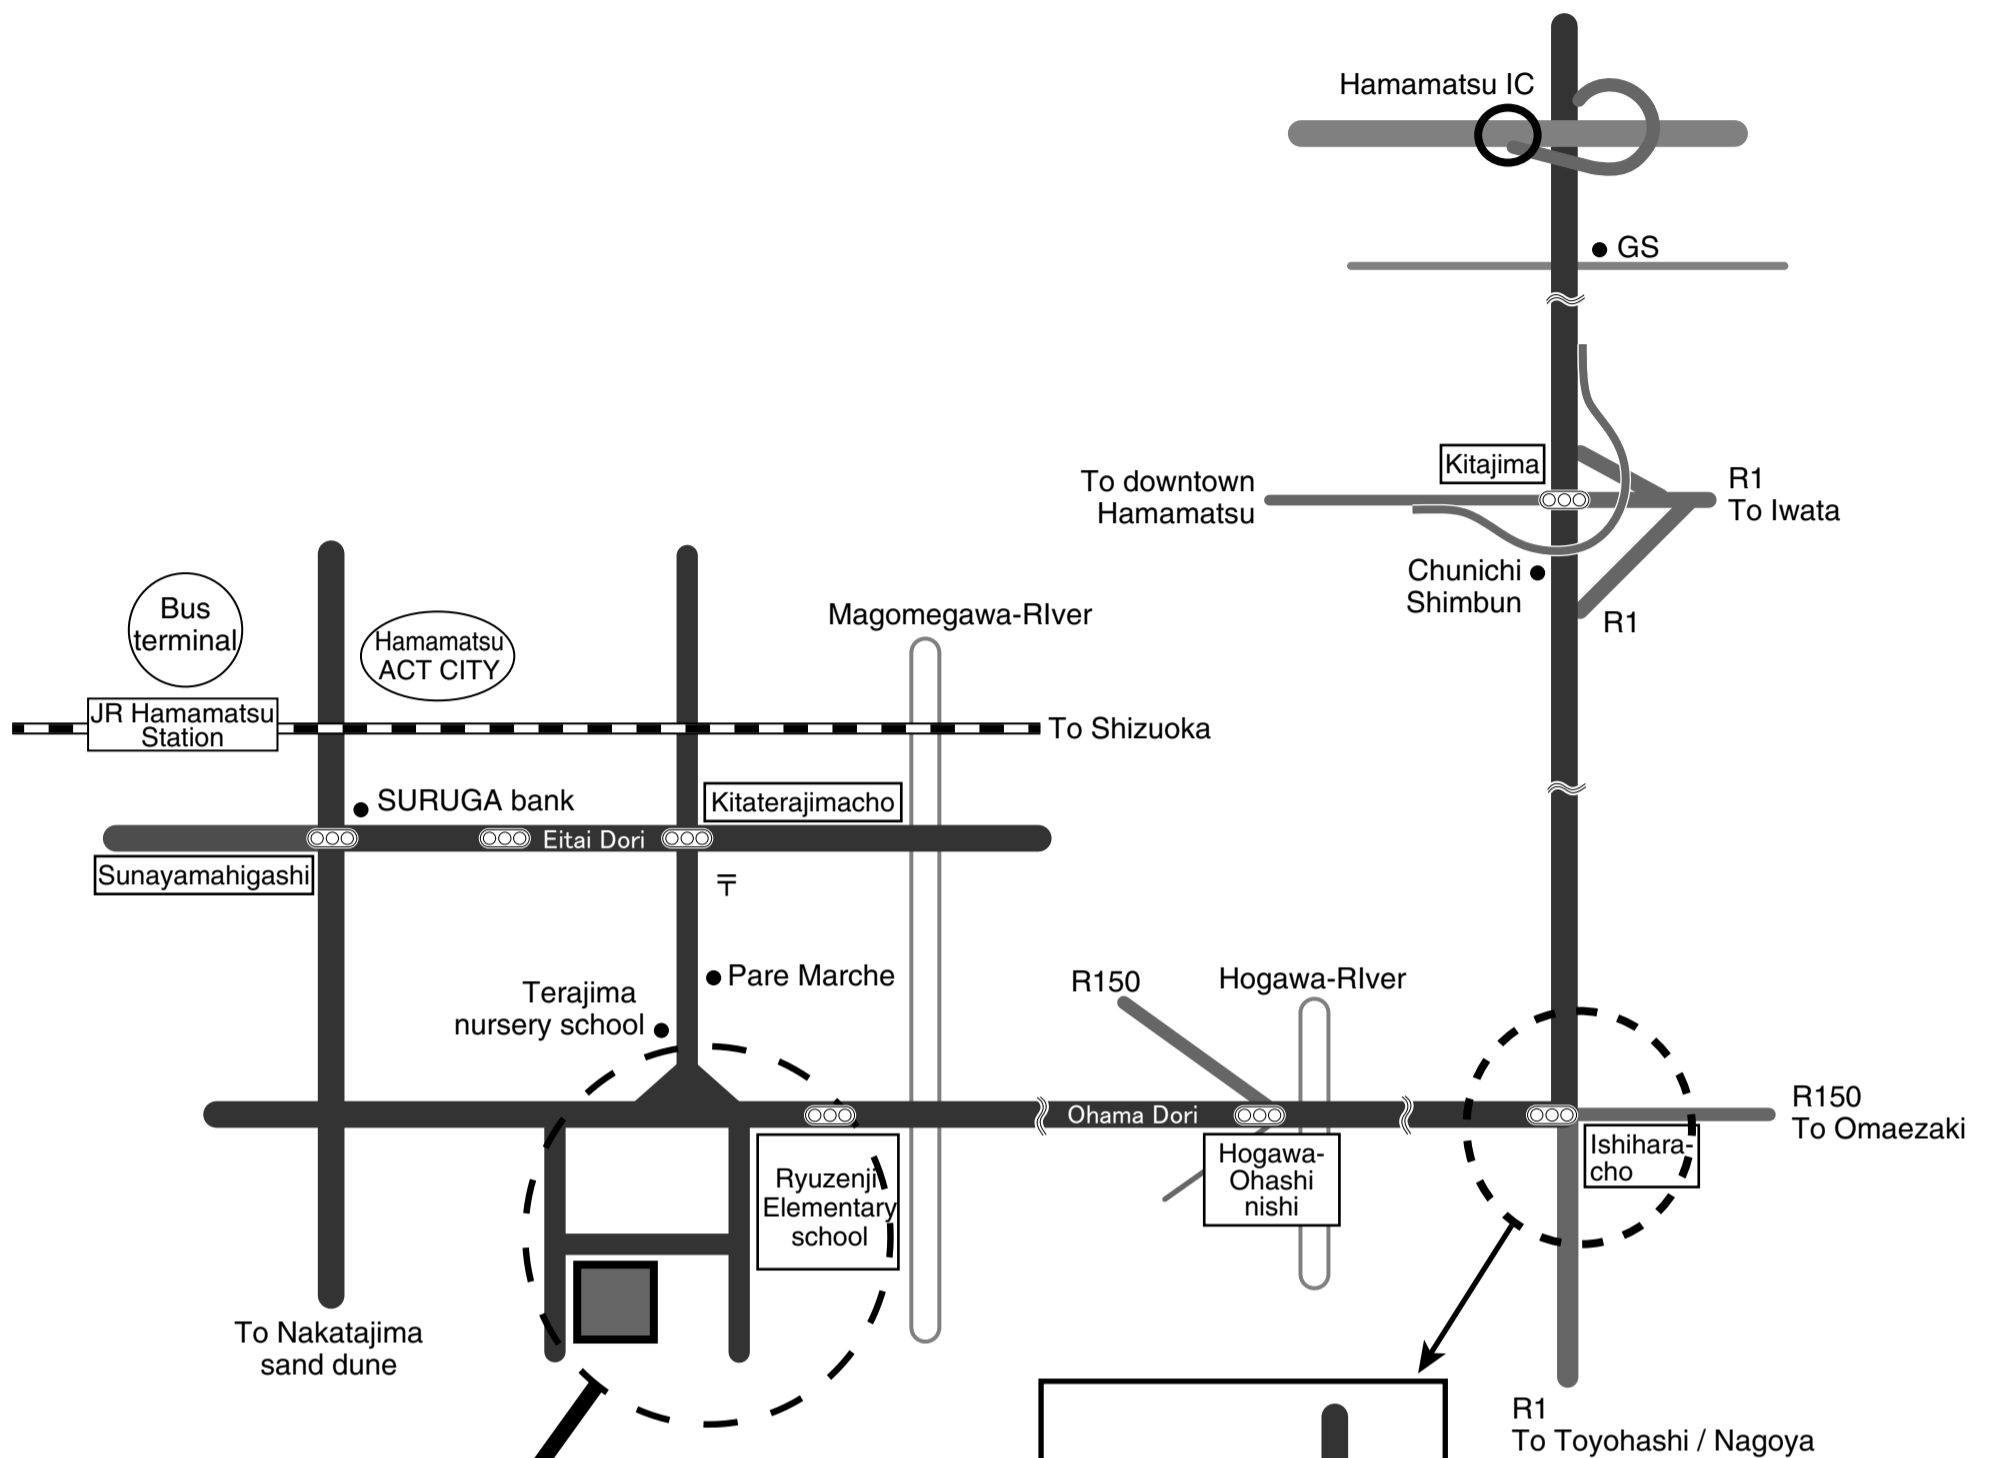 Hamamatsu IC
GS
Kitajima
To downtown
Hamamatsu
R1
To Iwata
Chunichi
Shimbun
R1
Bus
terminal
Hamamatsu
ACT CITY
Magomegawa-RIver
JR Hamamatsu
Station
To Shizuoka
SURUGA bank
Kitaterajimacho
Eitai Dori
Sunayamahigashi
〒
Pare Marche
Terajima
nursery school
R150
Hogawa-RIver
Ohama Dori
R150
To Omaezaki
Ryuzenji
Elementary
school
Hogawa-
Ohashi
nishi
Ishihara-
cho
To Nakatajima
sand dune
R1
To Toyohashi / Nagoya